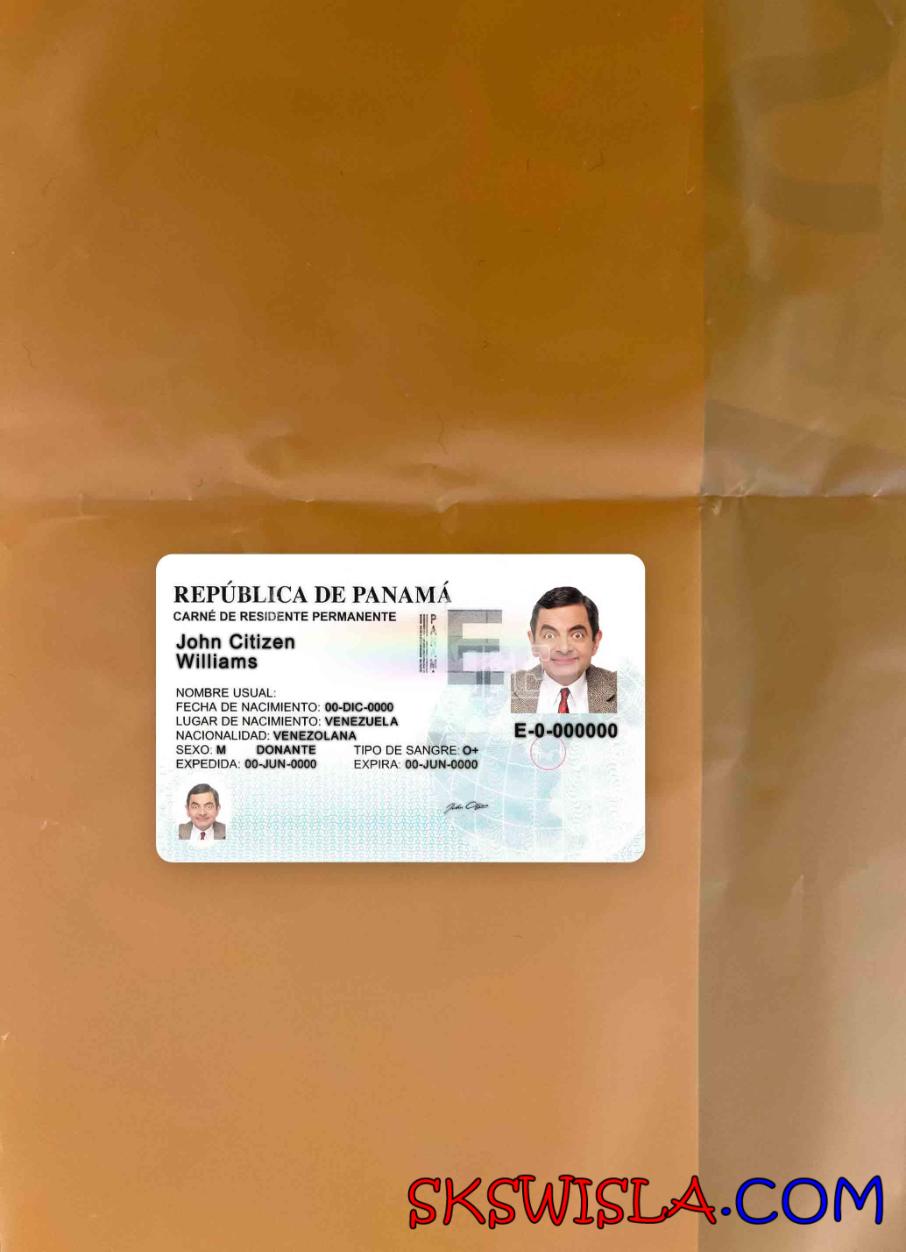 REPÚBLICA DE PANAMÁ
CARNÉ DE RESIDENTE PERMANENTE
John Citizen
Williams
NOMBRE USUAL:
FECHA DE NACIMIENTO: 00-DIC-0000
LUGAR DE NACIMIENTO: VENEZUELA
NACIONALIDAD: VENEZOLANA
SEXO: M DONANTE TIPO DE SANGRE: O+
EXPEDIDA: 00-JUN-0000 EXPIRA: 00-JUN-0000
E
E-0-000000
SKSWISLA.COM